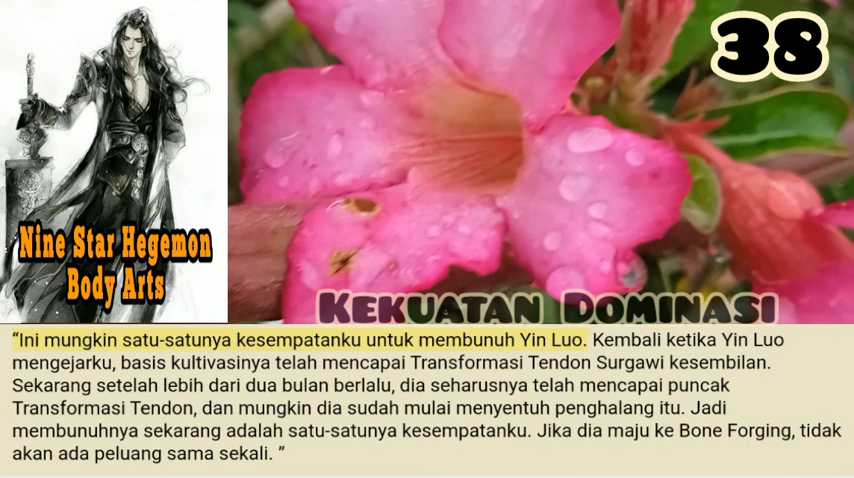 38
Nine Star Hegemon
Body Arts
Kekuatan Dominasi
“Ini mungkin satu-satunya kesempatanku untuk membunuh Yin Luo. Kembali ketika Yin Luo
mengejarku, basis kultivasinya telah mencapai Transformasi Tendon Surgawi kesembilan.
Sekarang setelah lebih dari dua bulan berlalu, dia seharusnya telah mencapai puncak
Transformasi Tendon, dan mungkin dia sudah mulai menyentuh penghalang itu. Jadi
membunuhnya sekarang adalah satu-satunya kesempatanku. Jika dia maju ke Bone Forging, tidak
akan ada peluang sama sekali. ”